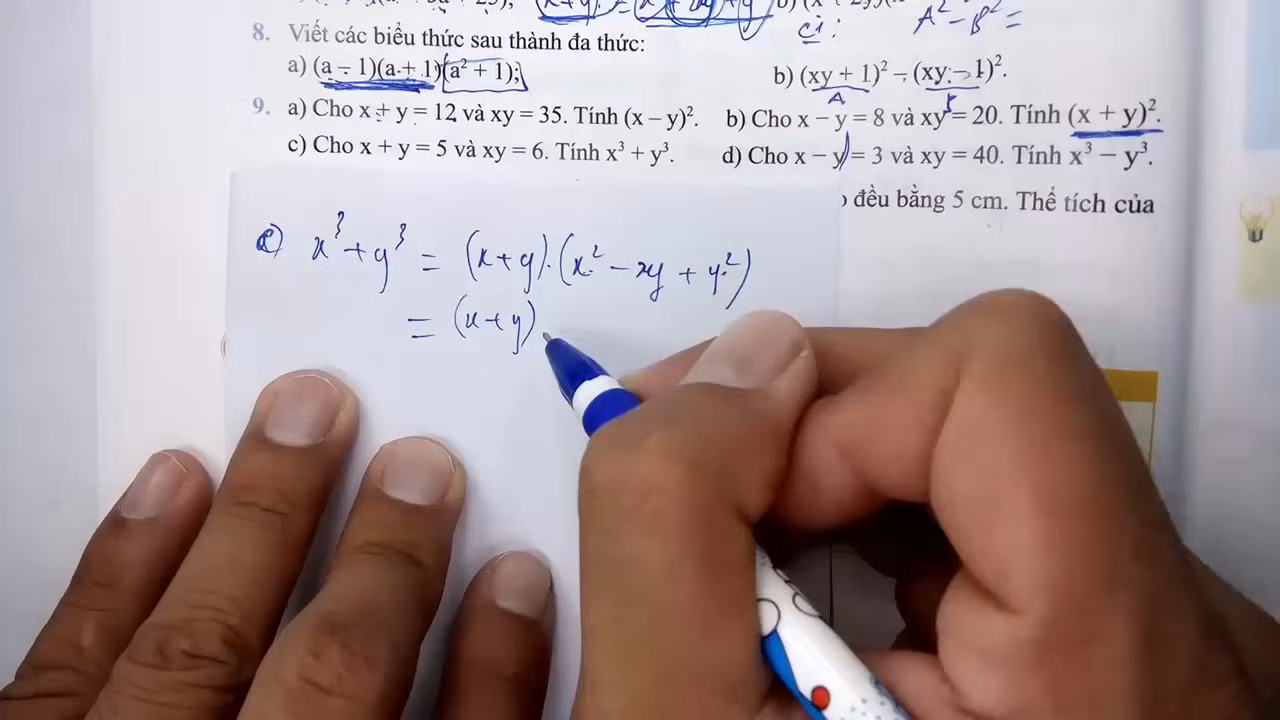 A² - B² =
8. Viết các biểu thức sau thành đa thức:
a) (a – 1)(a + 1)(a² + 1);
b) (xy + 1)² – (xy – 1)².
A
9. a) Cho x + y = 12 và xy = 35. Tính (x – y)².
b) Cho x – y = 8 và xy = 20. Tính (x + y)².
c) Cho x + y = 5 và xy = 6. Tính x³ + y³.
d) Cho x – y = 3 và xy = 40. Tính x³ – y³.
đều bằng 5 cm. Thể tích của
c) x³ + y³ = (x + y).(x² - xy + y²)
= (x + y)